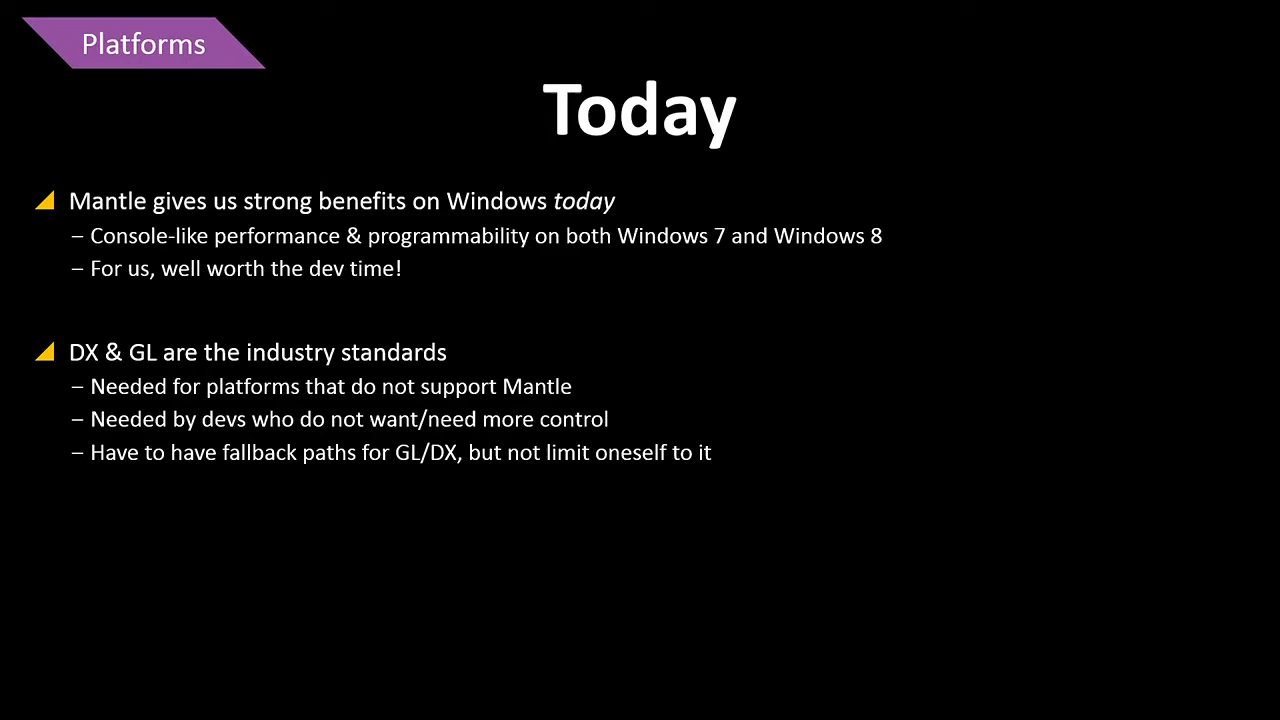 Platforms
Today
Mantle gives us strong benefits on Windows today
– Console-like performance & programmability on both Windows 7 and Windows 8
– For us, well worth the dev time!
DX & GL are the industry standards
– Needed for platforms that do not support Mantle
– Needed by devs who do not want/need more control
– Have to have fallback paths for GL/DX, but not limit oneself to it